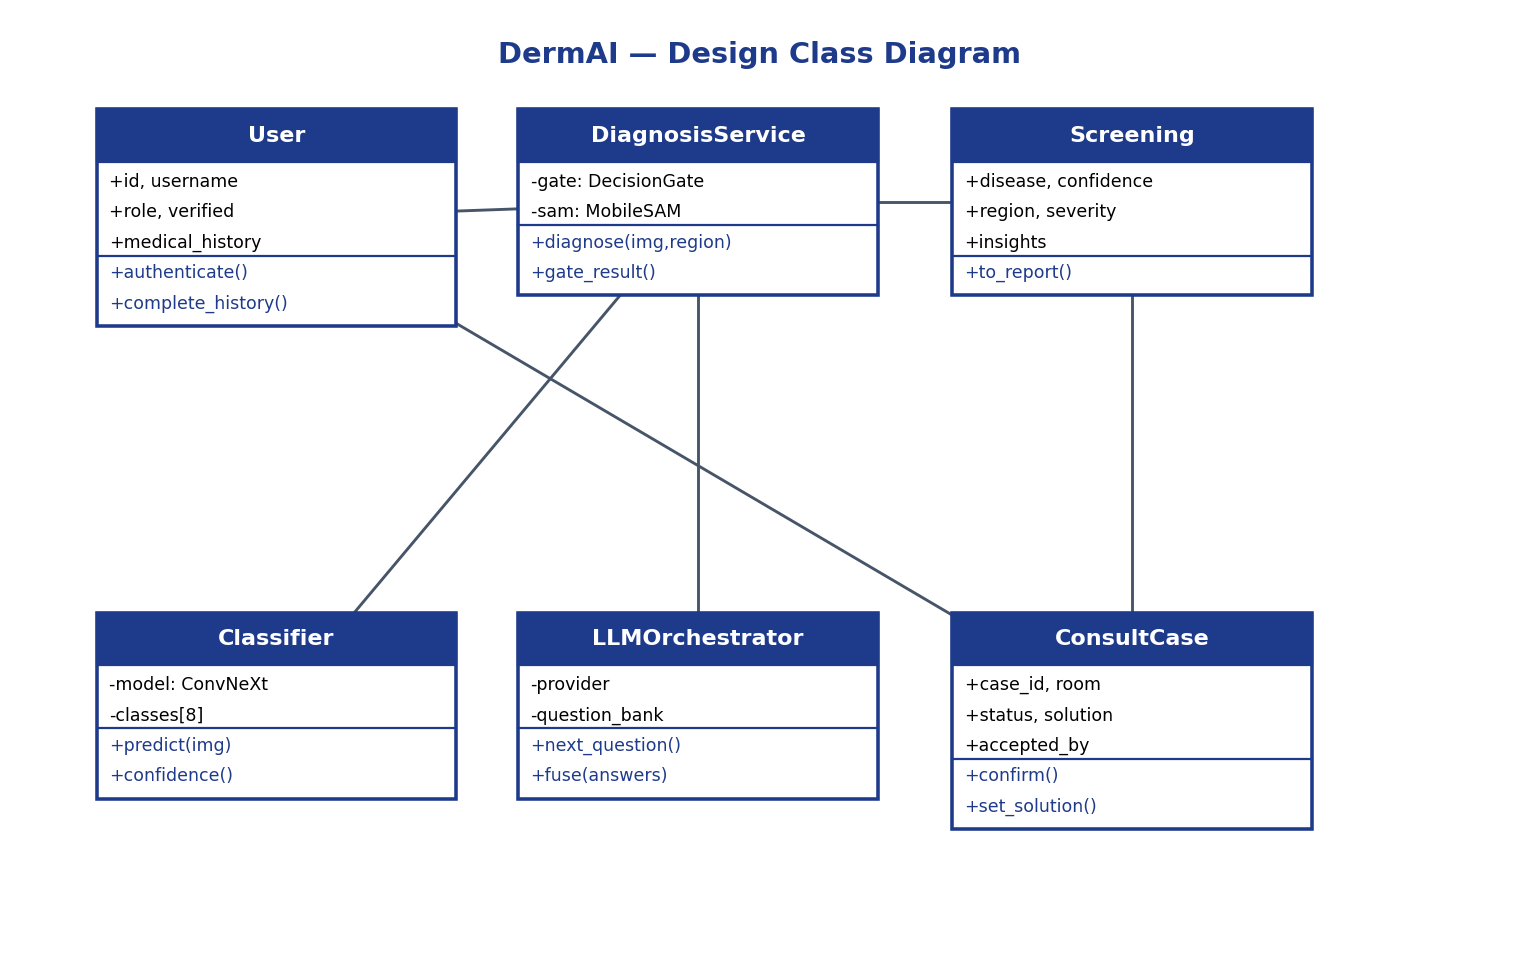 DermAI — Design Class Diagram
User
+id, username
+role, verified
+medical_history
+authenticate()
+complete_history()
DiagnosisService
-gate: DecisionGate
-sam: MobileSAM
+diagnose(img,region)
+gate_result()
Screening
+disease, confidence
+region, severity
+insights
+to_report()
Classifier
-model: ConvNeXt
-classes[8]
+predict(img)
+confidence()
LLMOrchestrator
-provider
-question_bank
+next_question()
+fuse(answers)
ConsultCase
+case_id, room
+status, solution
+accepted_by
+confirm()
+set_solution()